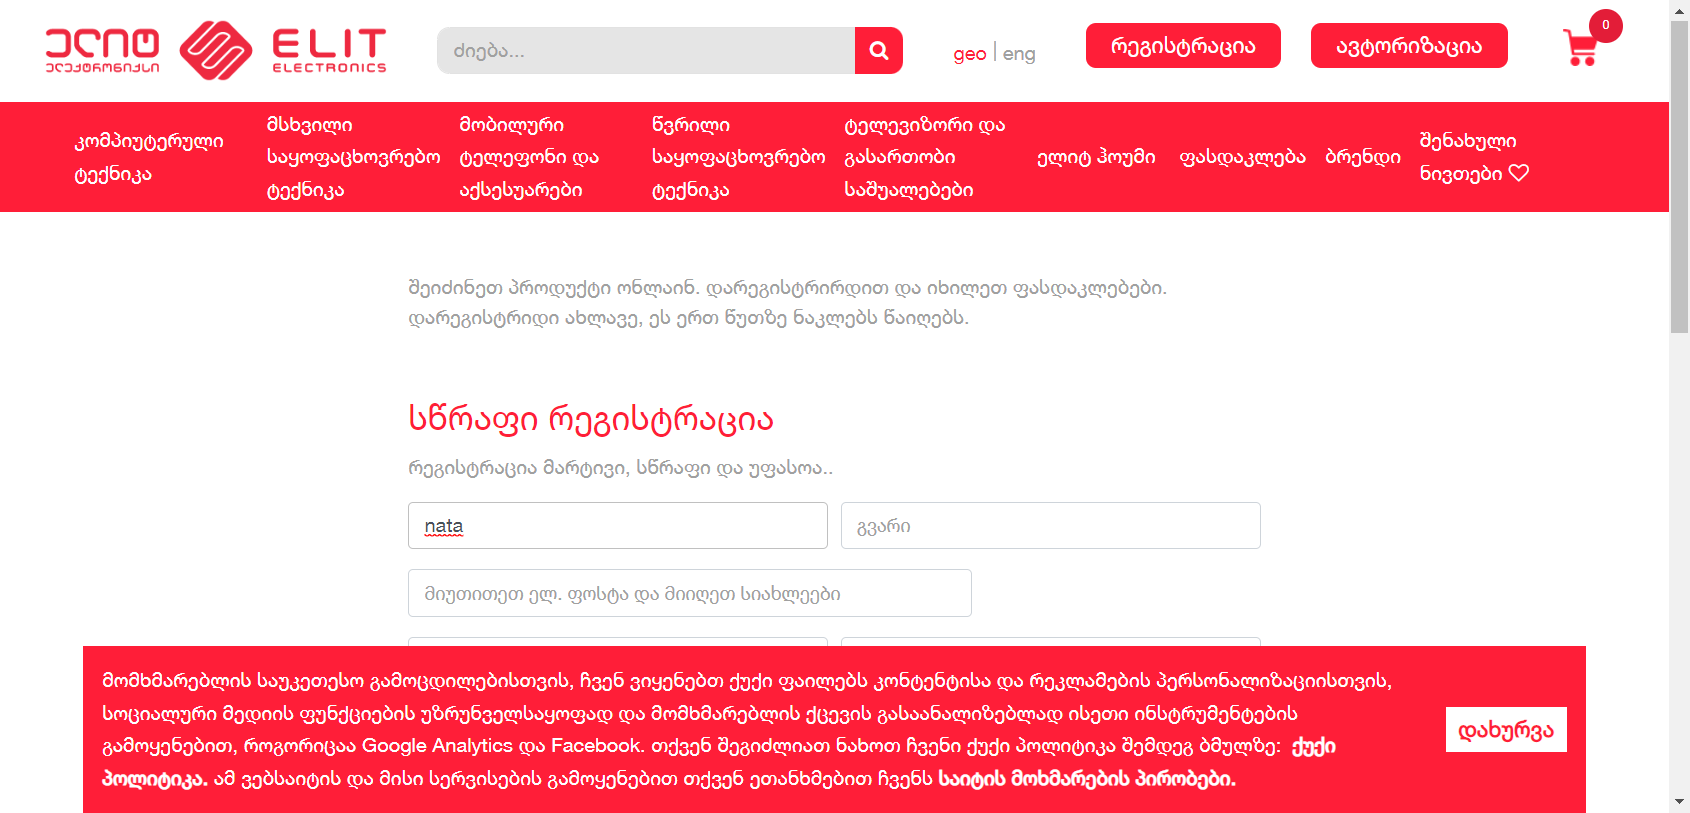 ელიტ
ელექტრონიქსი
ELIT
ELECTRONICS
ძიება...
geo | eng
რეგისტრაცია
ავტორიზაცია
0
კომპიუტერული
ტექნიკა
მსხვილი
საყოფაცხოვრებო
ტექნიკა
მობილური
ტელეფონი და
აქსესუარები
წვრილი
საყოფაცხოვრებო
ტექნიკა
ტელევიზორი და
გასართობი
საშუალებები
ელიტ ჰოუმი
ფასდაკლება
ბრენდი
შენახული
ნივთები
შეიძინეთ პროდუქტი ონლაინ. დარეგისტრირდით და იხილეთ ფასდაკლებები.
დარეგისტრიდი ახლავე, ეს ერთ წუთზე ნაკლებს წაიღებს.
სწრაფი რეგისტრაცია
რეგისტრაცია მარტივი, სწრაფი და უფასოა..
nata
გვარი
მიუთითეთ ელ. ფოსტა და მიიღეთ სიახლეები
მომხმარებლის საუკეთესო გამოცდილებისთვის, ჩვენ ვიყენებთ ქუქი ფაილებს კონტენტისა და რეკლამების პერსონალიზაციისთვის,
სოციალური მედიის ფუნქციების უზრუნველსაყოფად და მომხმარებლის ქცევის გასაანალიზებლად ისეთი ინსტრუმენტების
გამოყენებით, როგორიცაა Google Analytics და Facebook. თქვენ შეგიძლიათ ნახოთ ჩვენი ქუქი პოლიტიკა შემდეგ ბმულზე: ქუქი
პოლიტიკა. ამ ვებსაიტის და მისი სერვისების გამოყენებით თქვენ ეთანხმებით ჩვენს საიტის მოხმარების პირობები.
დახურვა